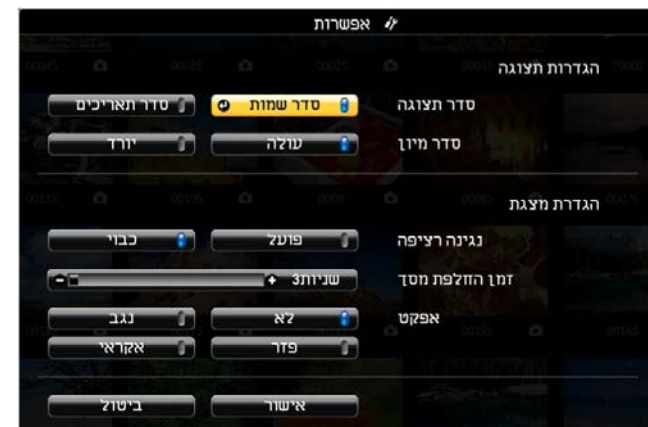 אפשרות
הגדרות תצוגה
סדר תצוגה סדר שמות סדר תאריכים
סדר מיון עולה יורד
הגדרת מצגת
נגינה רציפה פועל כבוי
זמן החלפת מסך שניות3
אפקט לא נגב
פזר אקראי
אישור ביטול